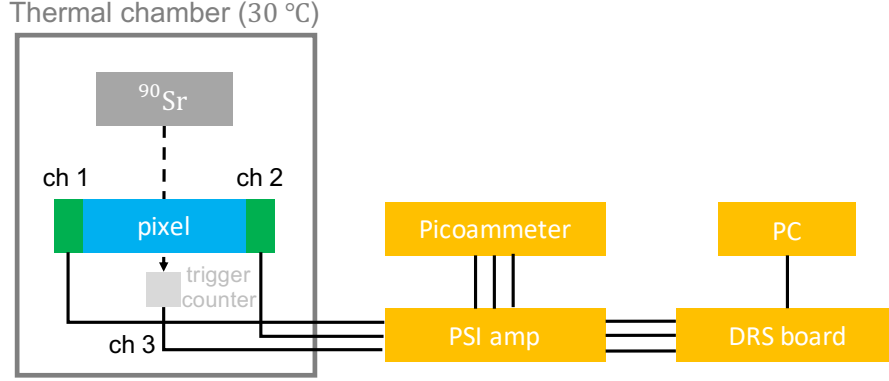 Thermal chamber (30 ℃)
⁹⁰Sr
ch 1
ch 2
pixel
Picoammeter
PC
trigger
counter
ch 3
PSI amp
DRS board